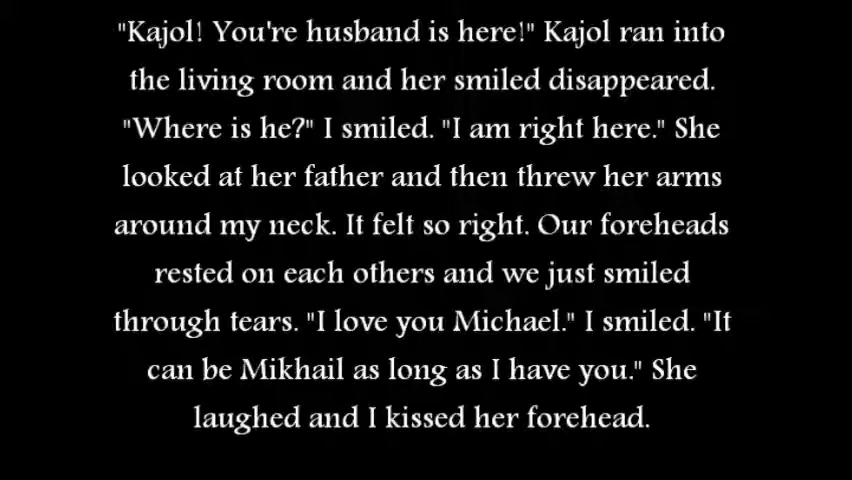 "Kajol! You're husband is here!" Kajol ran into
the living room and her smiled disappeared.
"Where is he?" I smiled. "I am right here." She
looked at her father and then threw her arms
around my neck. It felt so right. Our foreheads
rested on each others and we just smiled
through tears. "I love you Michael." I smiled. "It
can be Mikhail as long as I have you." She
laughed and I kissed her forehead.